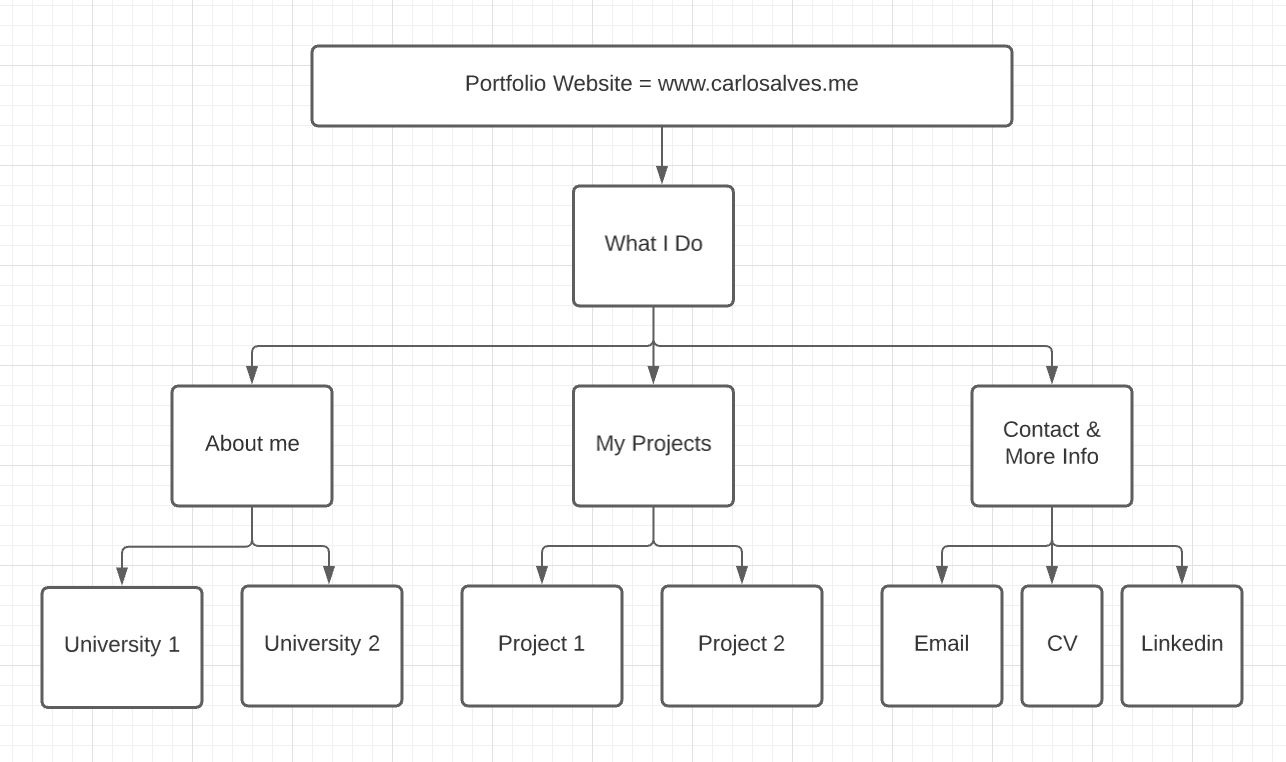 Portfolio Website = www.carlosalves.me
What I Do
About me
My Projects
Contact &
More Info
University 1
University 2
Project 1
Project 2
Email
CV
Linkedin